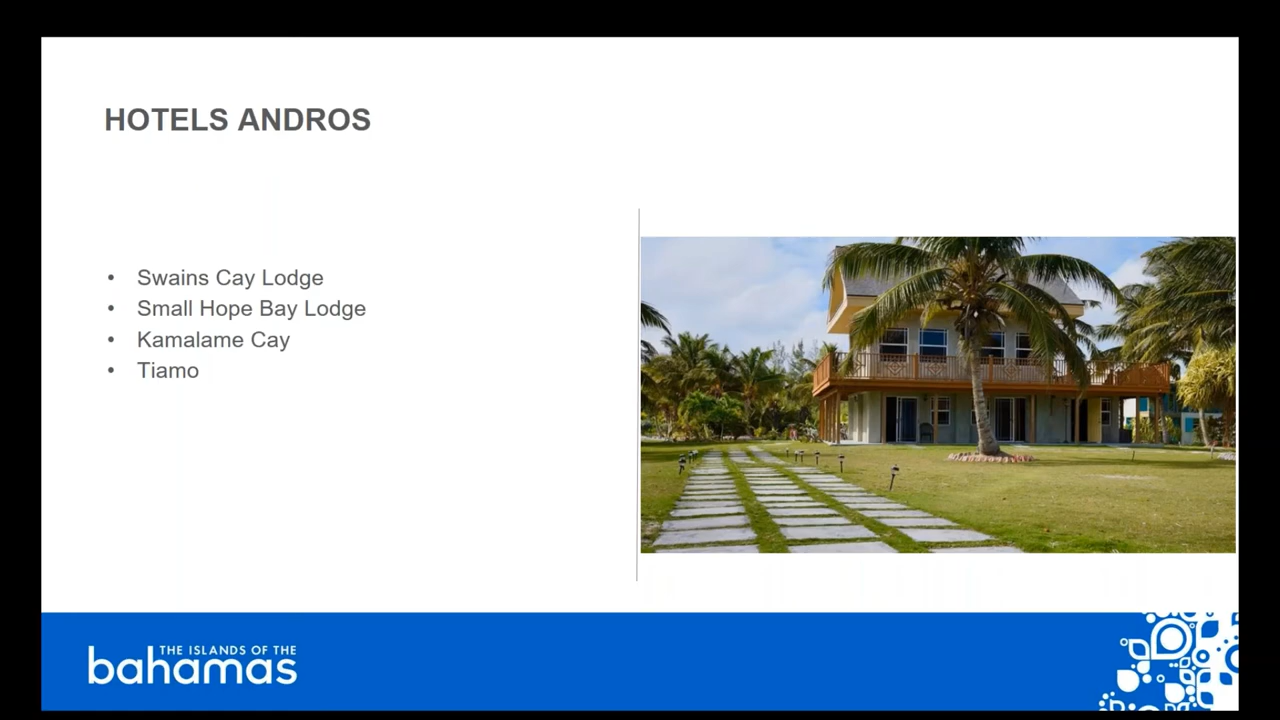 HOTELS ANDROS
• Swains Cay Lodge
• Small Hope Bay Lodge
• Kamalame Cay
• Tiamo
THE ISLANDS OF THE
bahamas